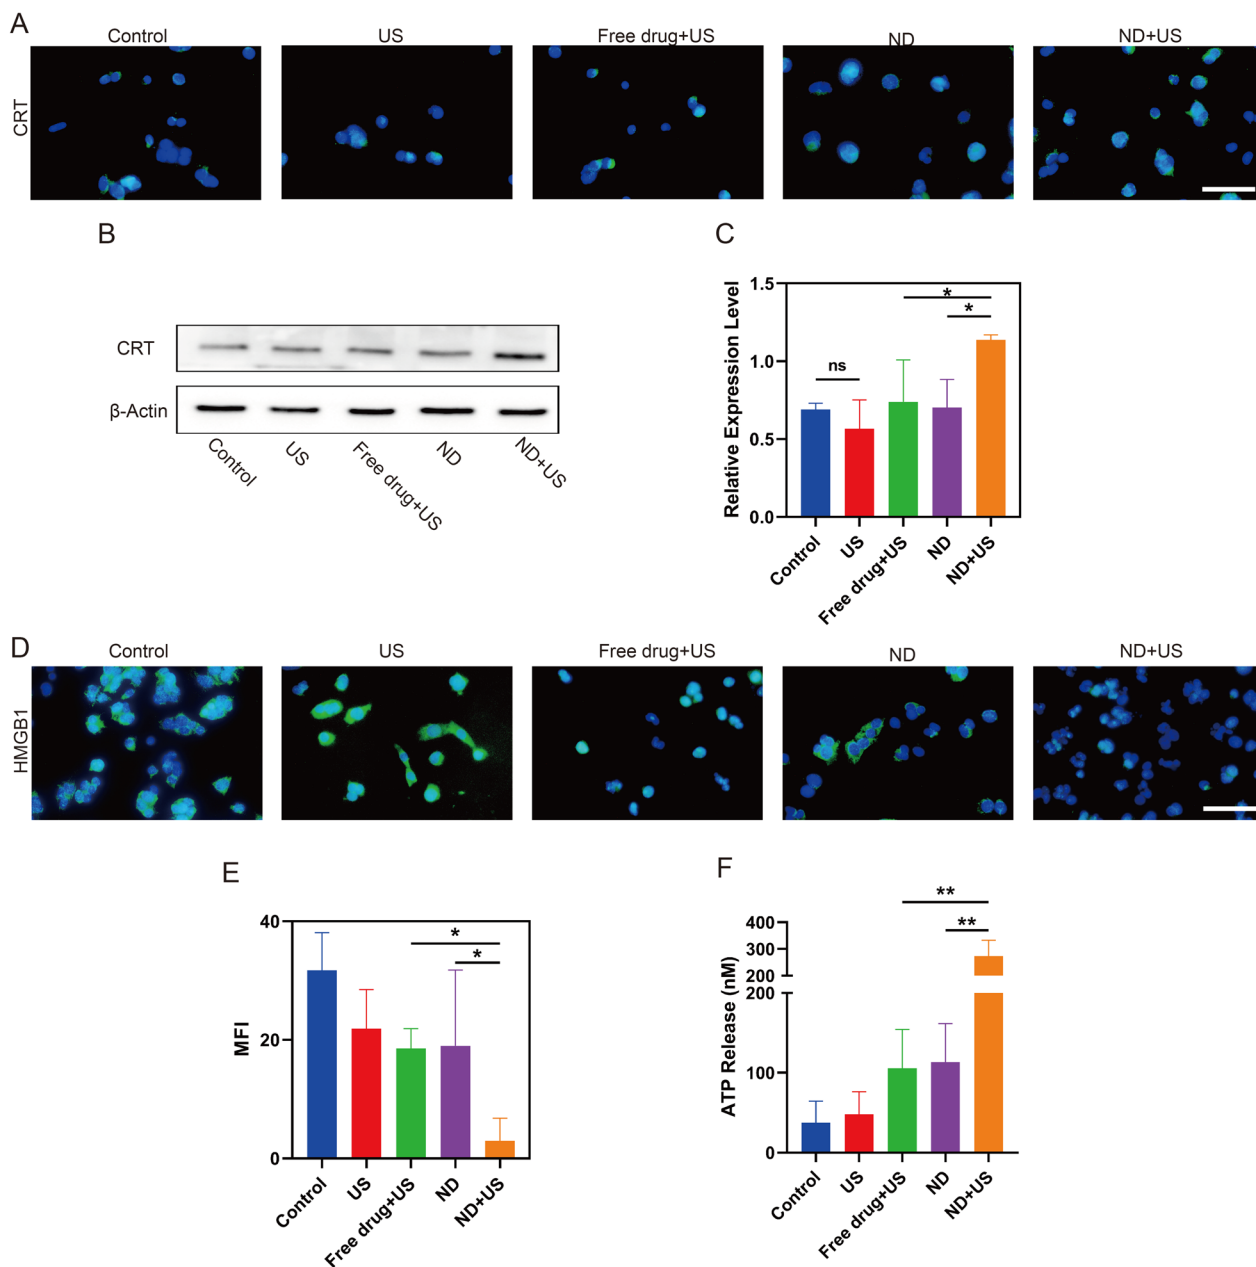 A
Control
US
Free drug+US
ND
ND+US
CRT
B
CRT
β-Actin
Control
US
Free drug+US
ND
ND+US
C
Relative Expression Level
1.5
1.0
0.5
0.0
ns
*
*
Control
US
Free drug+US
ND
ND+US
D
Control
US
Free drug+US
ND
ND+US
HMGB1
E
MFI
40
20
0
*
*
Control
US
Free drug+US
ND
ND+US
F
ATP Release (nM)
400
300
200
200
100
0
**
**
Control
US
Free drug+US
ND
ND+US